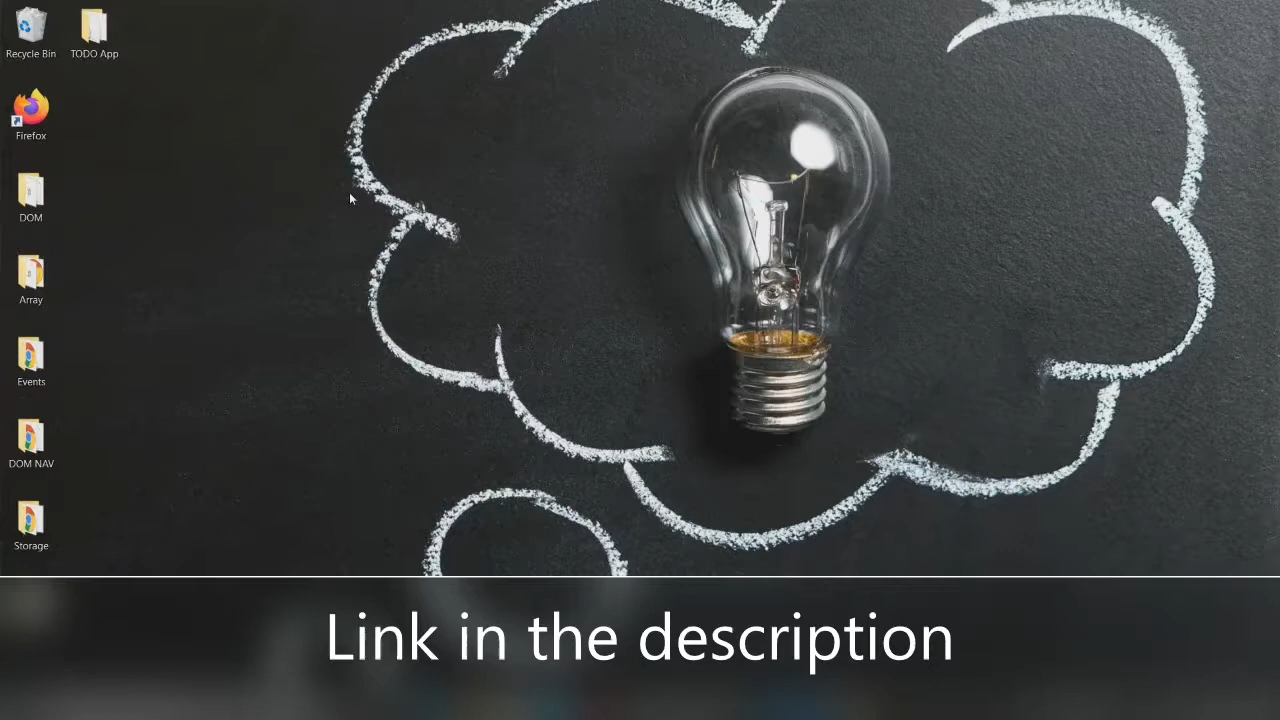 Recycle Bin
TODO App
Firefox
DOM
Array
Events
DOM NAV
Storage
Link in the description